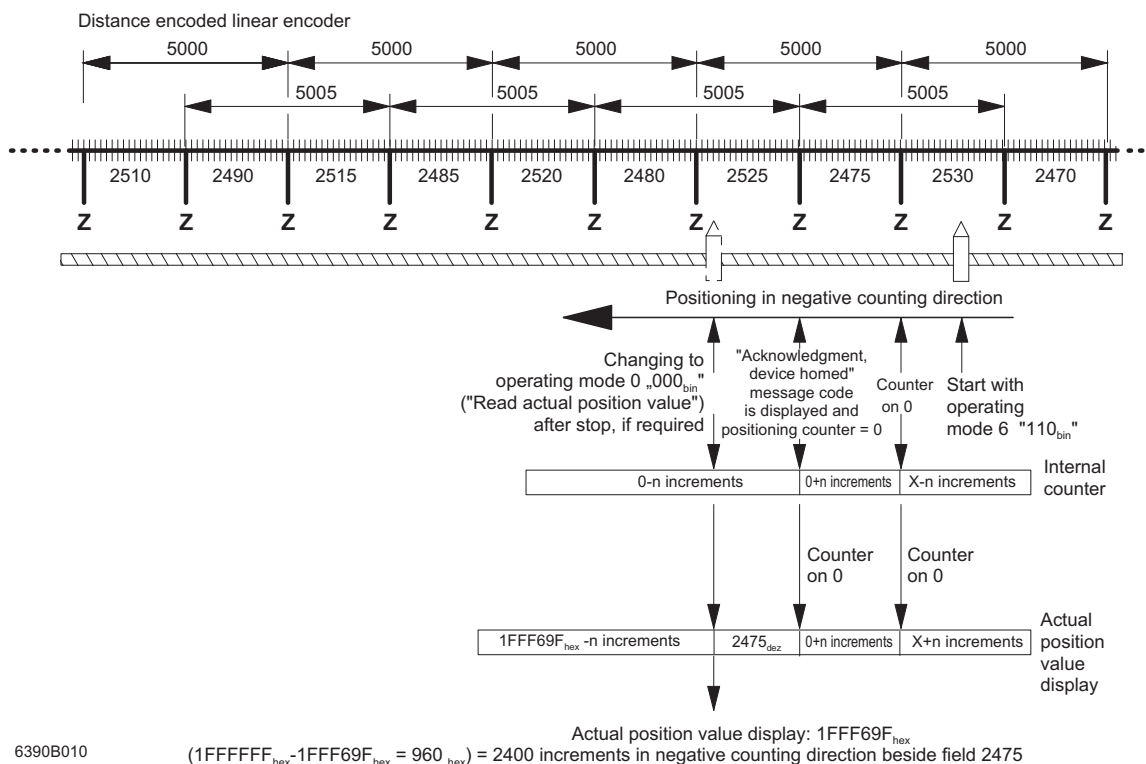 Distance encoded linear encoder
5000 5000 5000 5000 5000
5005 5005 5005 5005
2510 2490 2515 2485 2520 2480 2525 2475 2530 2470
Z Z Z Z Z Z Z Z Z Z Z
Positioning in negative counting direction
Changing to
operating mode 0 „000bin"
("Read actual position value")
after stop, if required
"Acknowledgment,
device homed"
message code
is displayed and
positioning counter = 0
Counter
on 0
Start with
operating
mode 6 "110bin"
0-n increments 0+n increments X-n increments
Internal
counter
Counter
on 0
Counter
on 0
1FFF69Fhex -n increments 2475dez 0+n increments X+n increments
Actual
position
value
display
Actual position value display: 1FFF69Fhex
(1FFFFFFhex-1FFF69Fhex = 960 hex) = 2400 increments in negative counting direction beside field 2475
6390B010